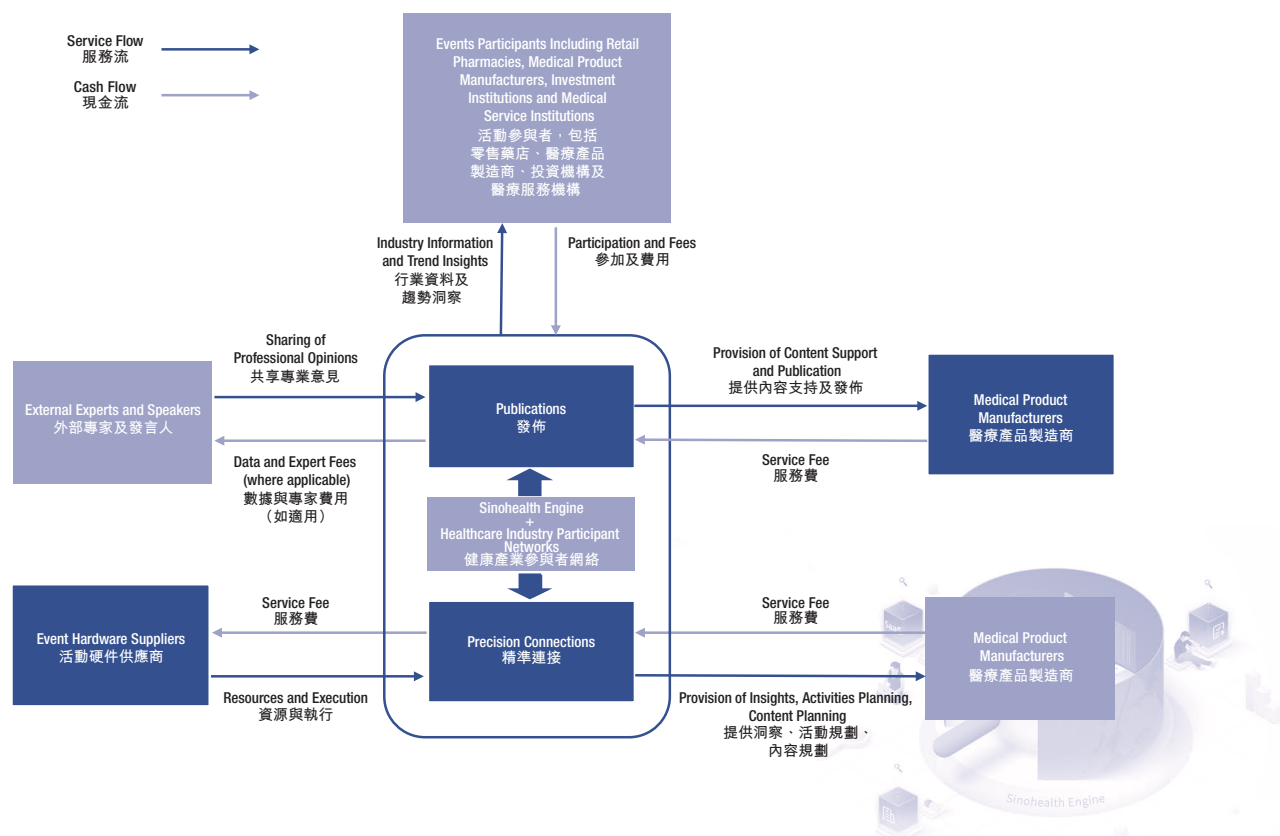 Service Flow
服務流
Cash Flow
現金流
Events Participants Including Retail
Pharmacies, Medical Product
Manufacturers, Investment
Institutions and Medical
Service Institutions
活動參與者，包括
零售藥店、醫療產品
製造商、投資機構及
醫療服務機構
Industry Information
and Trend Insights
行業資料及
趨勢洞察
Participation and Fees
參加及費用
Sharing of
Professional Opinions
共享專業意見
External Experts and Speakers
外部專家及發言人
Data and Expert Fees
(where applicable)
數據與專家費用
（如適用）
Publications
發佈
Provision of Content Support
and Publication
提供內容支持及發佈
Service Fee
服務費
Medical Product
Manufacturers
醫療產品製造商
Sinohealth Engine
+
Healthcare Industry Participant
Networks
健康產業參與者網絡
Event Hardware Suppliers
活動硬件供應商
Service Fee
服務費
Resources and Execution
資源與執行
Precision Connections
精準連接
Service Fee
服務費
Provision of Insights, Activities Planning,
Content Planning
提供洞察、活動規劃、
內容規劃
Medical Product
Manufacturers
醫療產品製造商
Sinohealth Engine